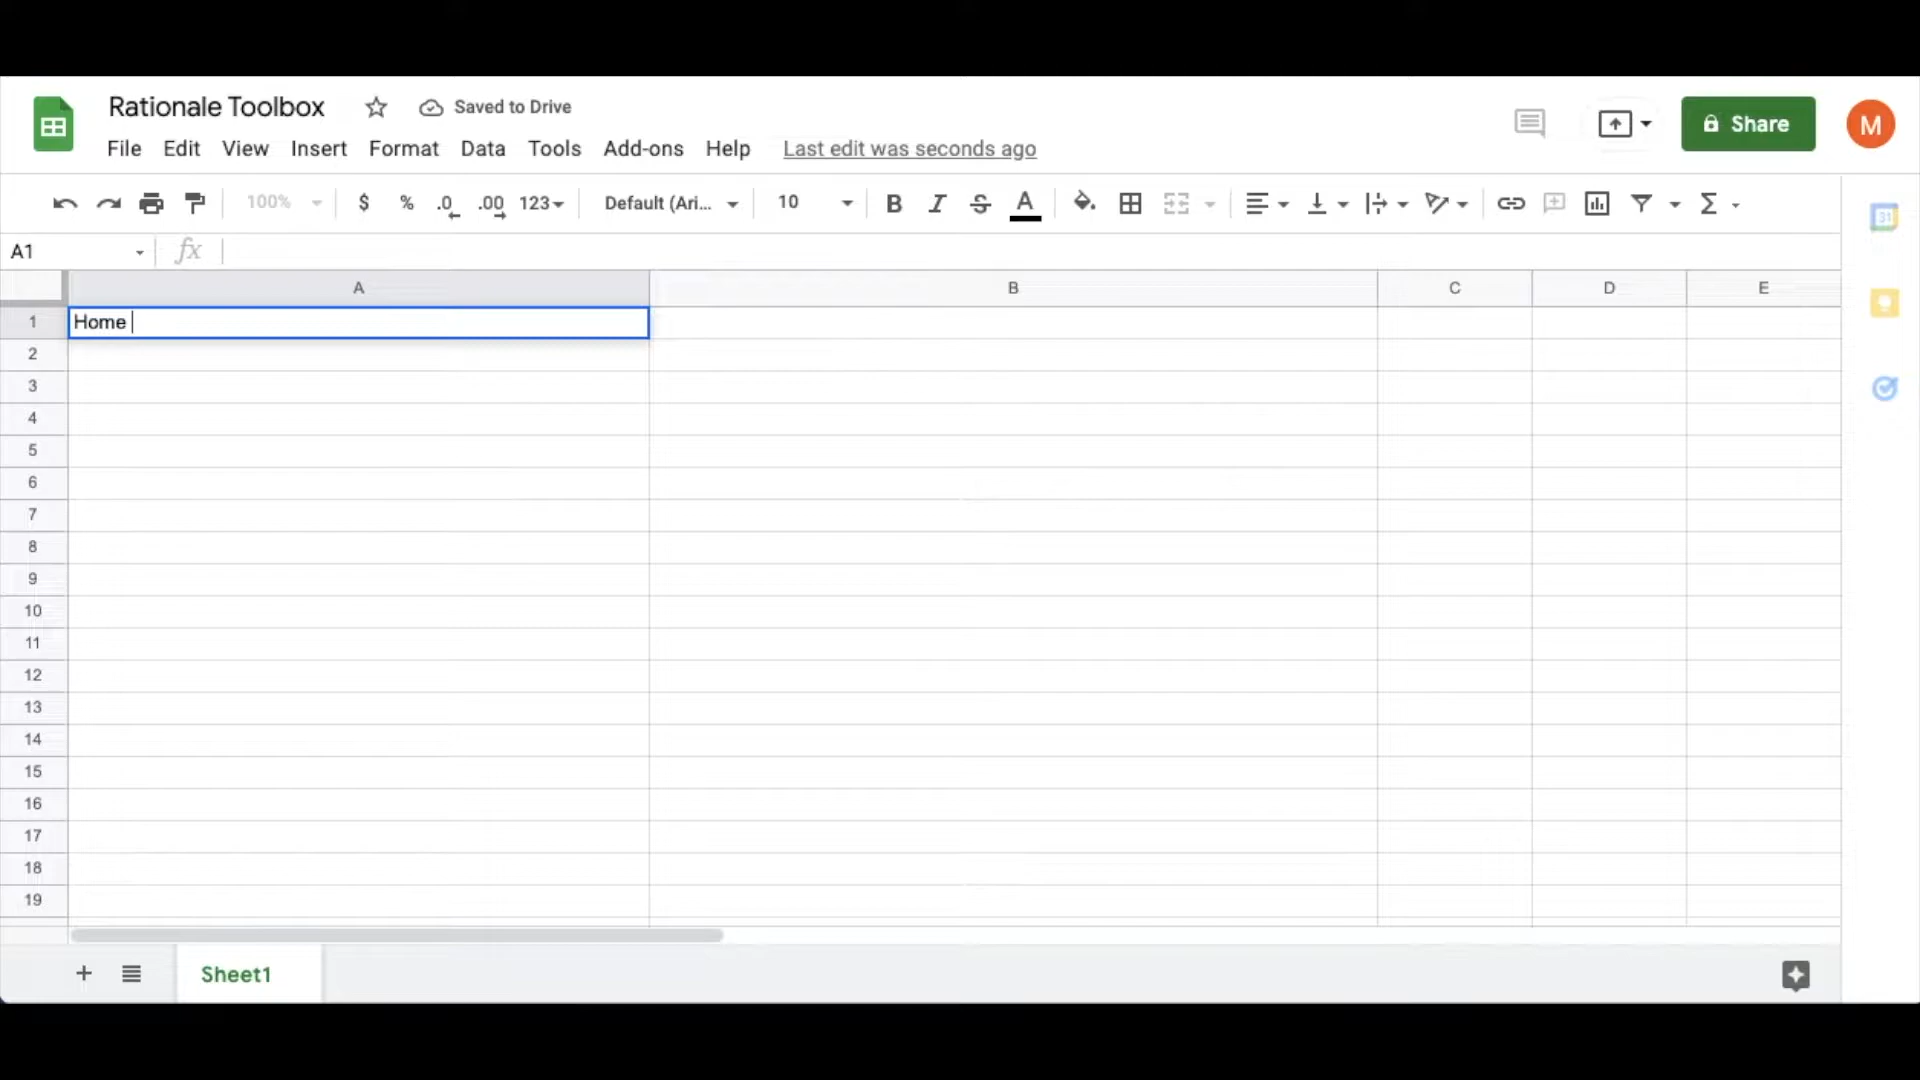 Rationale Toolbox Saved to Drive
File Edit View Insert Format Data Tools Add-ons Help Last edit was seconds ago
Share M
100% $ % .0 .00 123 Default (Ari... 10 B I S A Σ
31
A1 fx
A B C D E
1 Home
2
3
4
5
6
7
8
9
10
11
12
13
14
15
16
17
18
19
+ Sheet1